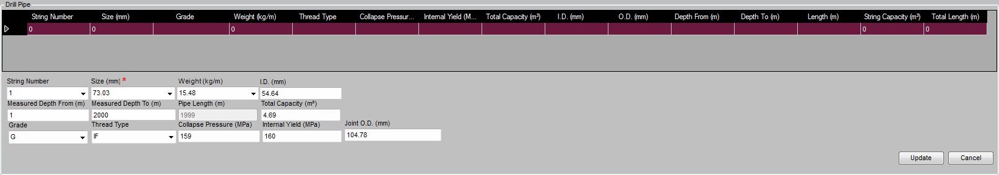 Drill Pipe
String Number Size (mm) Grade Weight (kg/m) Thread Type Collapse Pressur... Internal Yield (M... Total Capacity (m³) I.D. (mm) O.D. (mm) Depth From (m) Depth To (m) Length (m) String Capacity (m³) Total Length (m)
0 0 0 0 0
String Number Size (mm) * Weight (kg/m) I.D. (mm)
1 73.03 15.48 54.64
Measured Depth From (m) Measured Depth To (m) Pipe Length (m) Total Capacity (m³)
1 2000 1999 4.69
Grade Thread Type Collapse Pressure (MPa) Internal Yield (MPa) Joint O.D. (mm)
G IF 159 160 104.78
Update Cancel